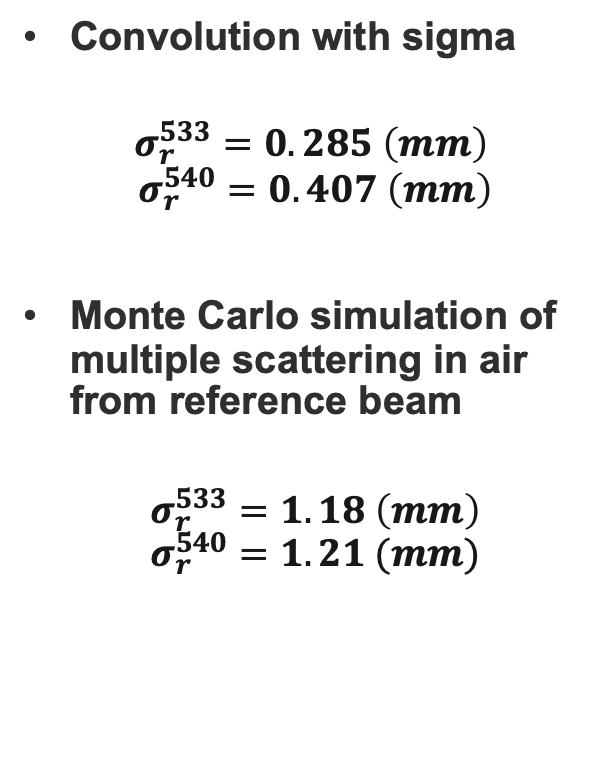 • Convolution with sigma
σ_r^533 = 0.285 (mm)
σ_r^540 = 0.407 (mm)
• Monte Carlo simulation of
multiple scattering in air
from reference beam
σ_r^533 = 1.18 (mm)
σ_r^540 = 1.21 (mm)